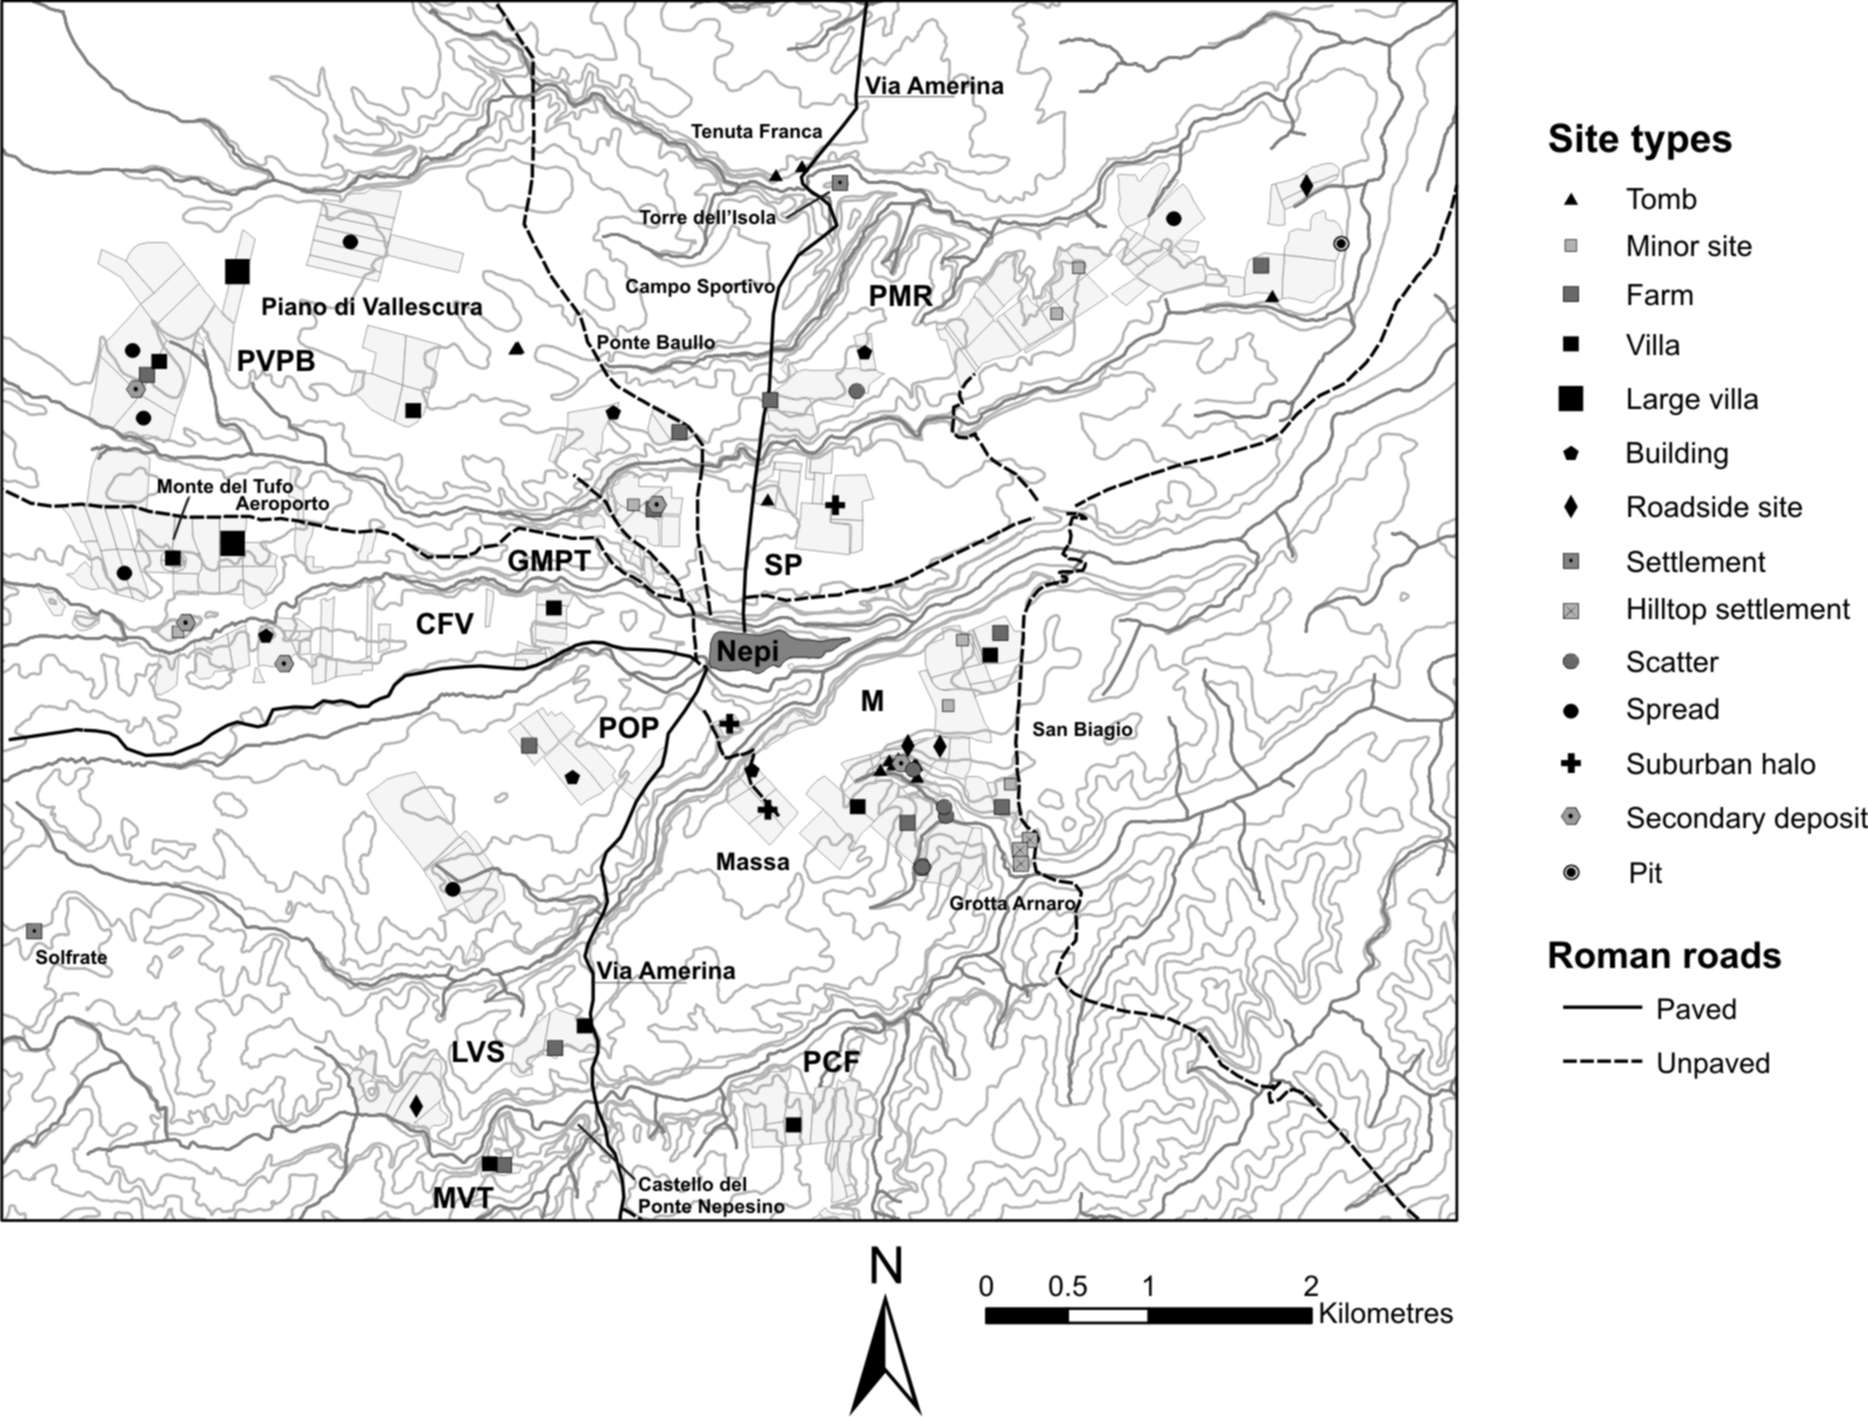 Via Amerina
Tenuta Franca
Torre dell'Isola
Campo Sportivo
PMR
Piano di Vallescura
Ponte Baullo
PVPB
Monte del Tufo
Aeroporto
GMPT
SP
CFV
Nepi
M
POP
San Biagio
Massa
Grotta Arnaro
Solfrate
Via Amerina
LVS
PCF
Castello del
Ponte Nepesino
MVT
Site types
Tomb
Minor site
Farm
Villa
Large villa
Building
Roadside site
Settlement
Hilltop settlement
Scatter
Spread
Suburban halo
Secondary deposit
Pit
Roman roads
Paved
Unpaved
N
0 0.5 1 2
Kilometres